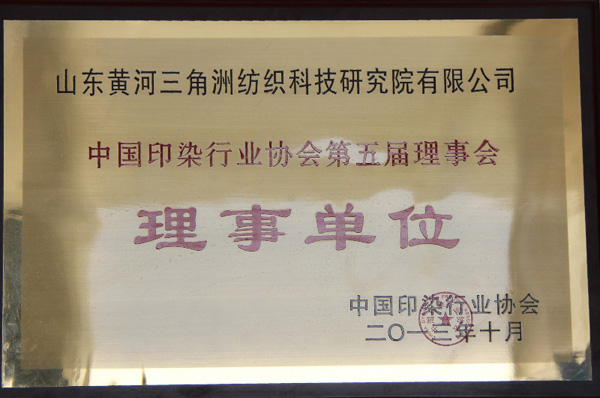 山东黄河三角洲纺织科技研究院有限公司
中国印染行业协会第五届理事会
理事单位
中国印染行业协会
二〇一三年十月